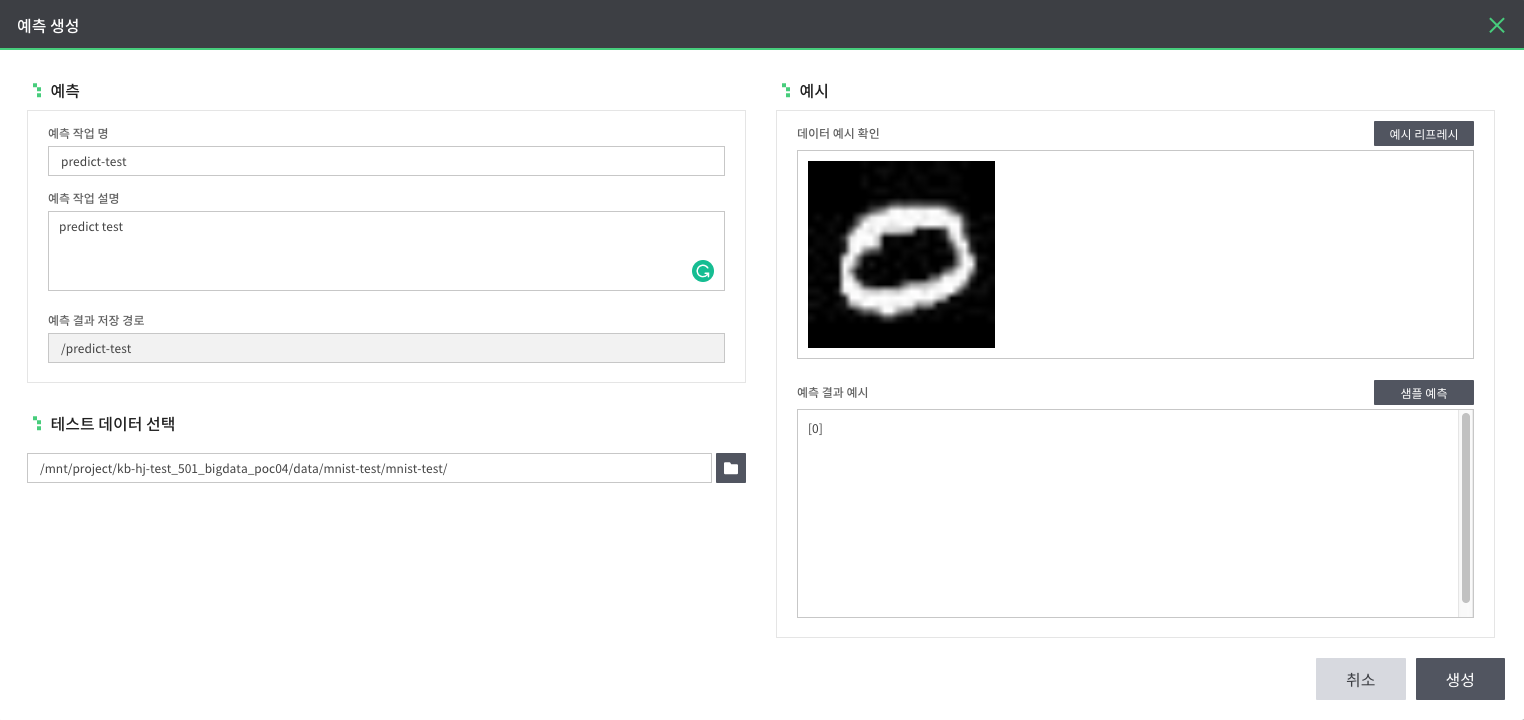 예측 생성
예측
예측 작업 명
predict-test
예측 작업 설명
predict test
예측 결과 저장 경로
/predict-test
테스트 데이터 선택
/mnt/project/kb-hj-test_501_bigdata_poc04/data/mnist-test/mnist-test/
예시
데이터 예시 확인
예시 리프레시
예측 결과 예시
샘플 예측
[0]
취소
생성